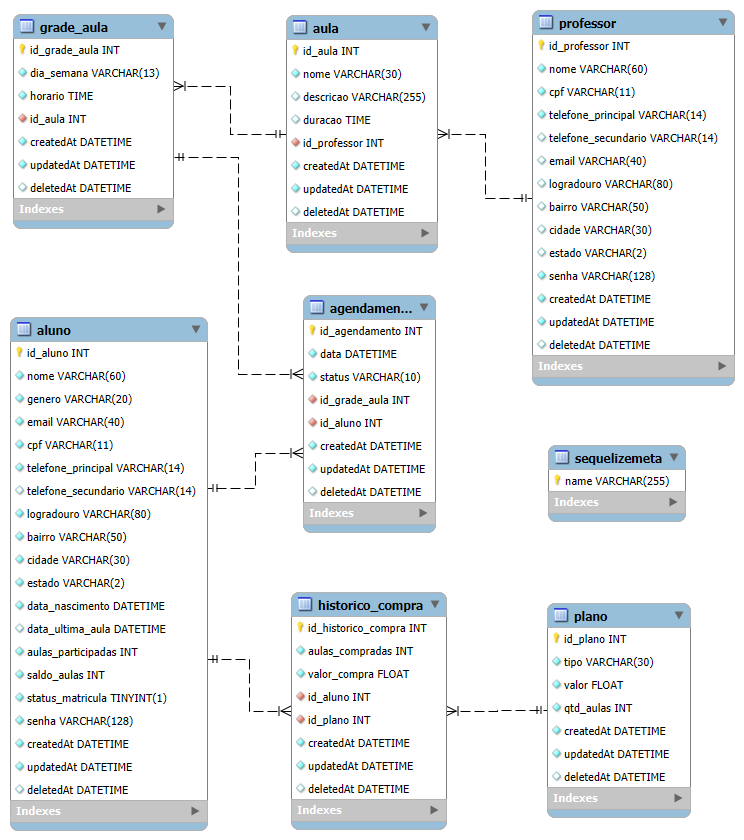 grade_aula
id_grade_aula INT
dia_semana VARCHAR(13)
horario TIME
id_aula INT
createdAt DATETIME
updatedAt DATETIME
deletedAt DATETIME
Indexes
aula
id_aula INT
nome VARCHAR(30)
descricao VARCHAR(255)
duracao TIME
id_professor INT
createdAt DATETIME
updatedAt DATETIME
deletedAt DATETIME
Indexes
professor
id_professor INT
nome VARCHAR(60)
cpf VARCHAR(11)
telefone_principal VARCHAR(14)
telefone_secundario VARCHAR(14)
email VARCHAR(40)
logradouro VARCHAR(80)
bairro VARCHAR(50)
cidade VARCHAR(30)
estado VARCHAR(2)
senha VARCHAR(128)
createdAt DATETIME
updatedAt DATETIME
deletedAt DATETIME
Indexes
aluno
id_aluno INT
nome VARCHAR(60)
genero VARCHAR(20)
email VARCHAR(40)
cpf VARCHAR(11)
telefone_principal VARCHAR(14)
telefone_secundario VARCHAR(14)
logradouro VARCHAR(80)
bairro VARCHAR(50)
cidade VARCHAR(30)
estado VARCHAR(2)
data_nascimento DATETIME
data_ultima_aula DATETIME
aulas_participadas INT
saldo_aulas INT
status_matricula TINYINT(1)
senha VARCHAR(128)
createdAt DATETIME
updatedAt DATETIME
deletedAt DATETIME
Indexes
agendamen...
id_agendamento INT
data DATETIME
status VARCHAR(10)
id_grade_aula INT
id_aluno INT
createdAt DATETIME
updatedAt DATETIME
deletedAt DATETIME
Indexes
sequelizemeta
name VARCHAR(255)
Indexes
historico_compra
id_historico_compra INT
aulas_compradas INT
valor_compra FLOAT
id_aluno INT
id_plano INT
createdAt DATETIME
updatedAt DATETIME
deletedAt DATETIME
Indexes
plano
id_plano INT
tipo VARCHAR(30)
valor FLOAT
qtd_aulas INT
createdAt DATETIME
updatedAt DATETIME
deletedAt DATETIME
Indexes